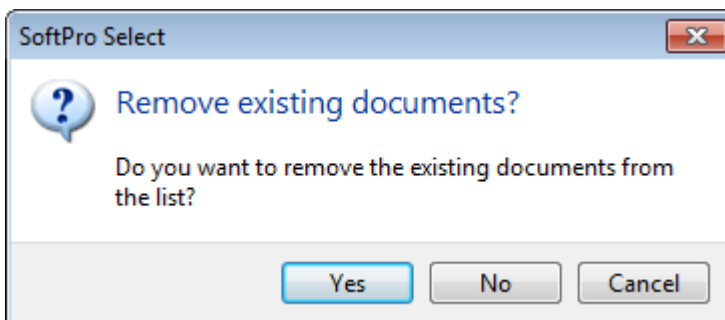 SoftPro Select
Remove existing documents?
Do you want to remove the existing documents from
the list?
Yes
No
Cancel